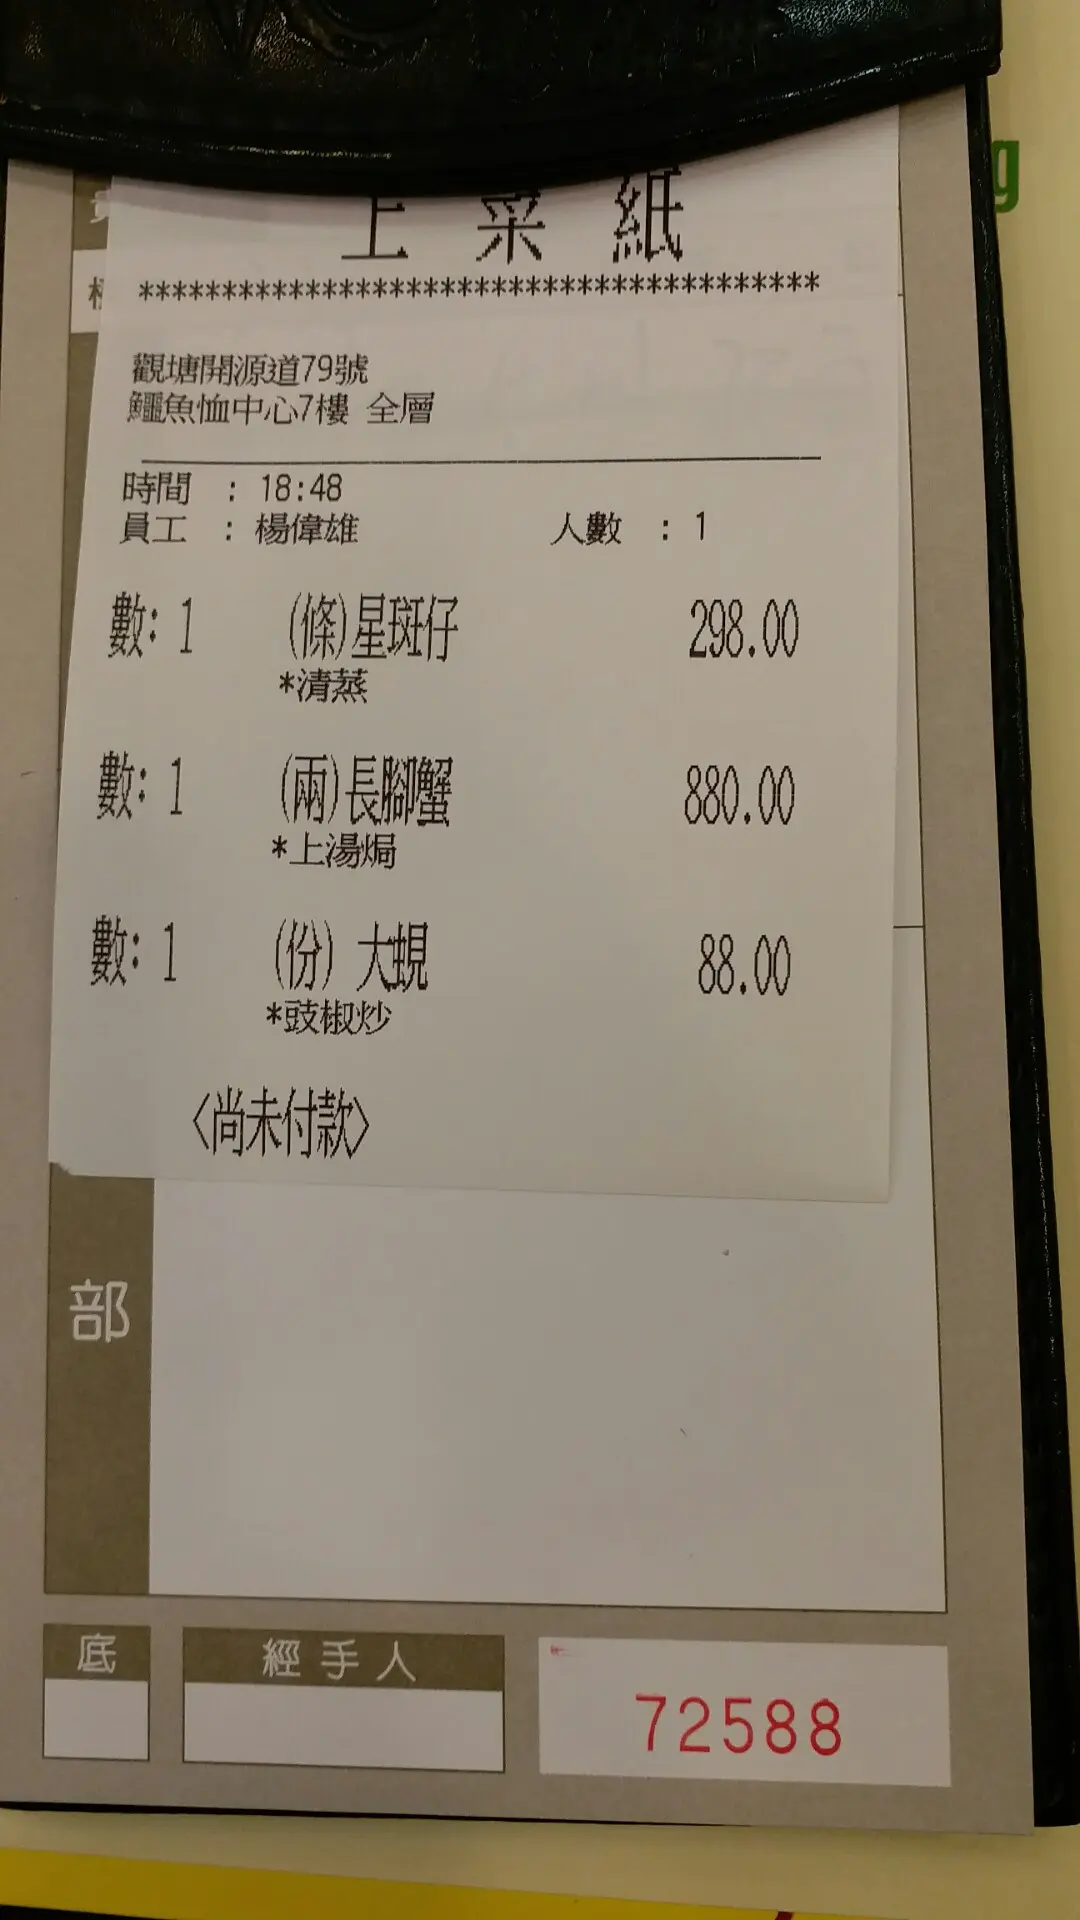 上菜紙
****************************************
觀塘開源道79號
鱷魚恤中心7樓 全層
時間 : 18:48
員工 : 楊偉雄 人數 : 1
數: 1 (條)星斑仔 298.00
*清蒸
數: 1 (兩)長腳蟹 880.00
*上湯焗
數: 1 (份) 大蜆 88.00
*豉椒炒
<尚未付款>
部
底 經手人
72588
g